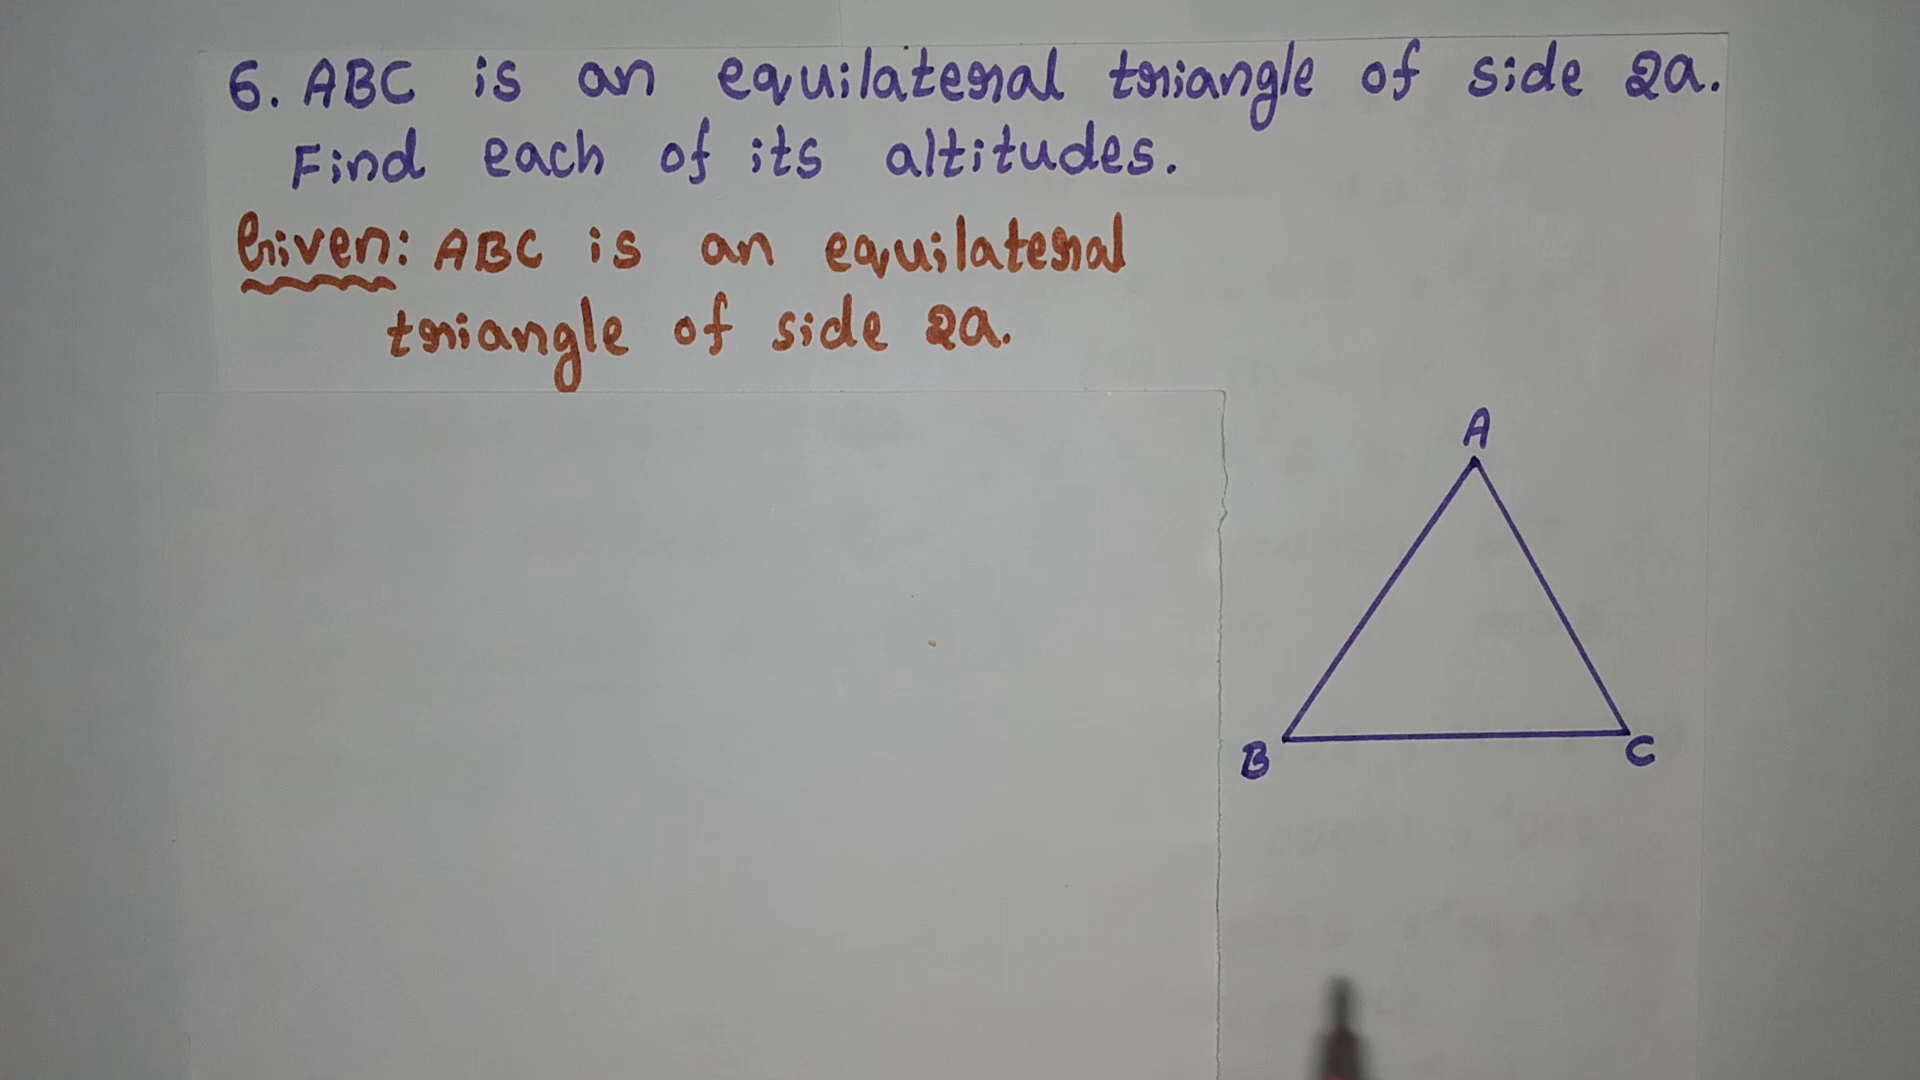 6. ABC is an equilateral triangle of side 2a.
Find each of its altitudes.
Given: ABC is an equilateral
triangle of side 2a.
A
B
C